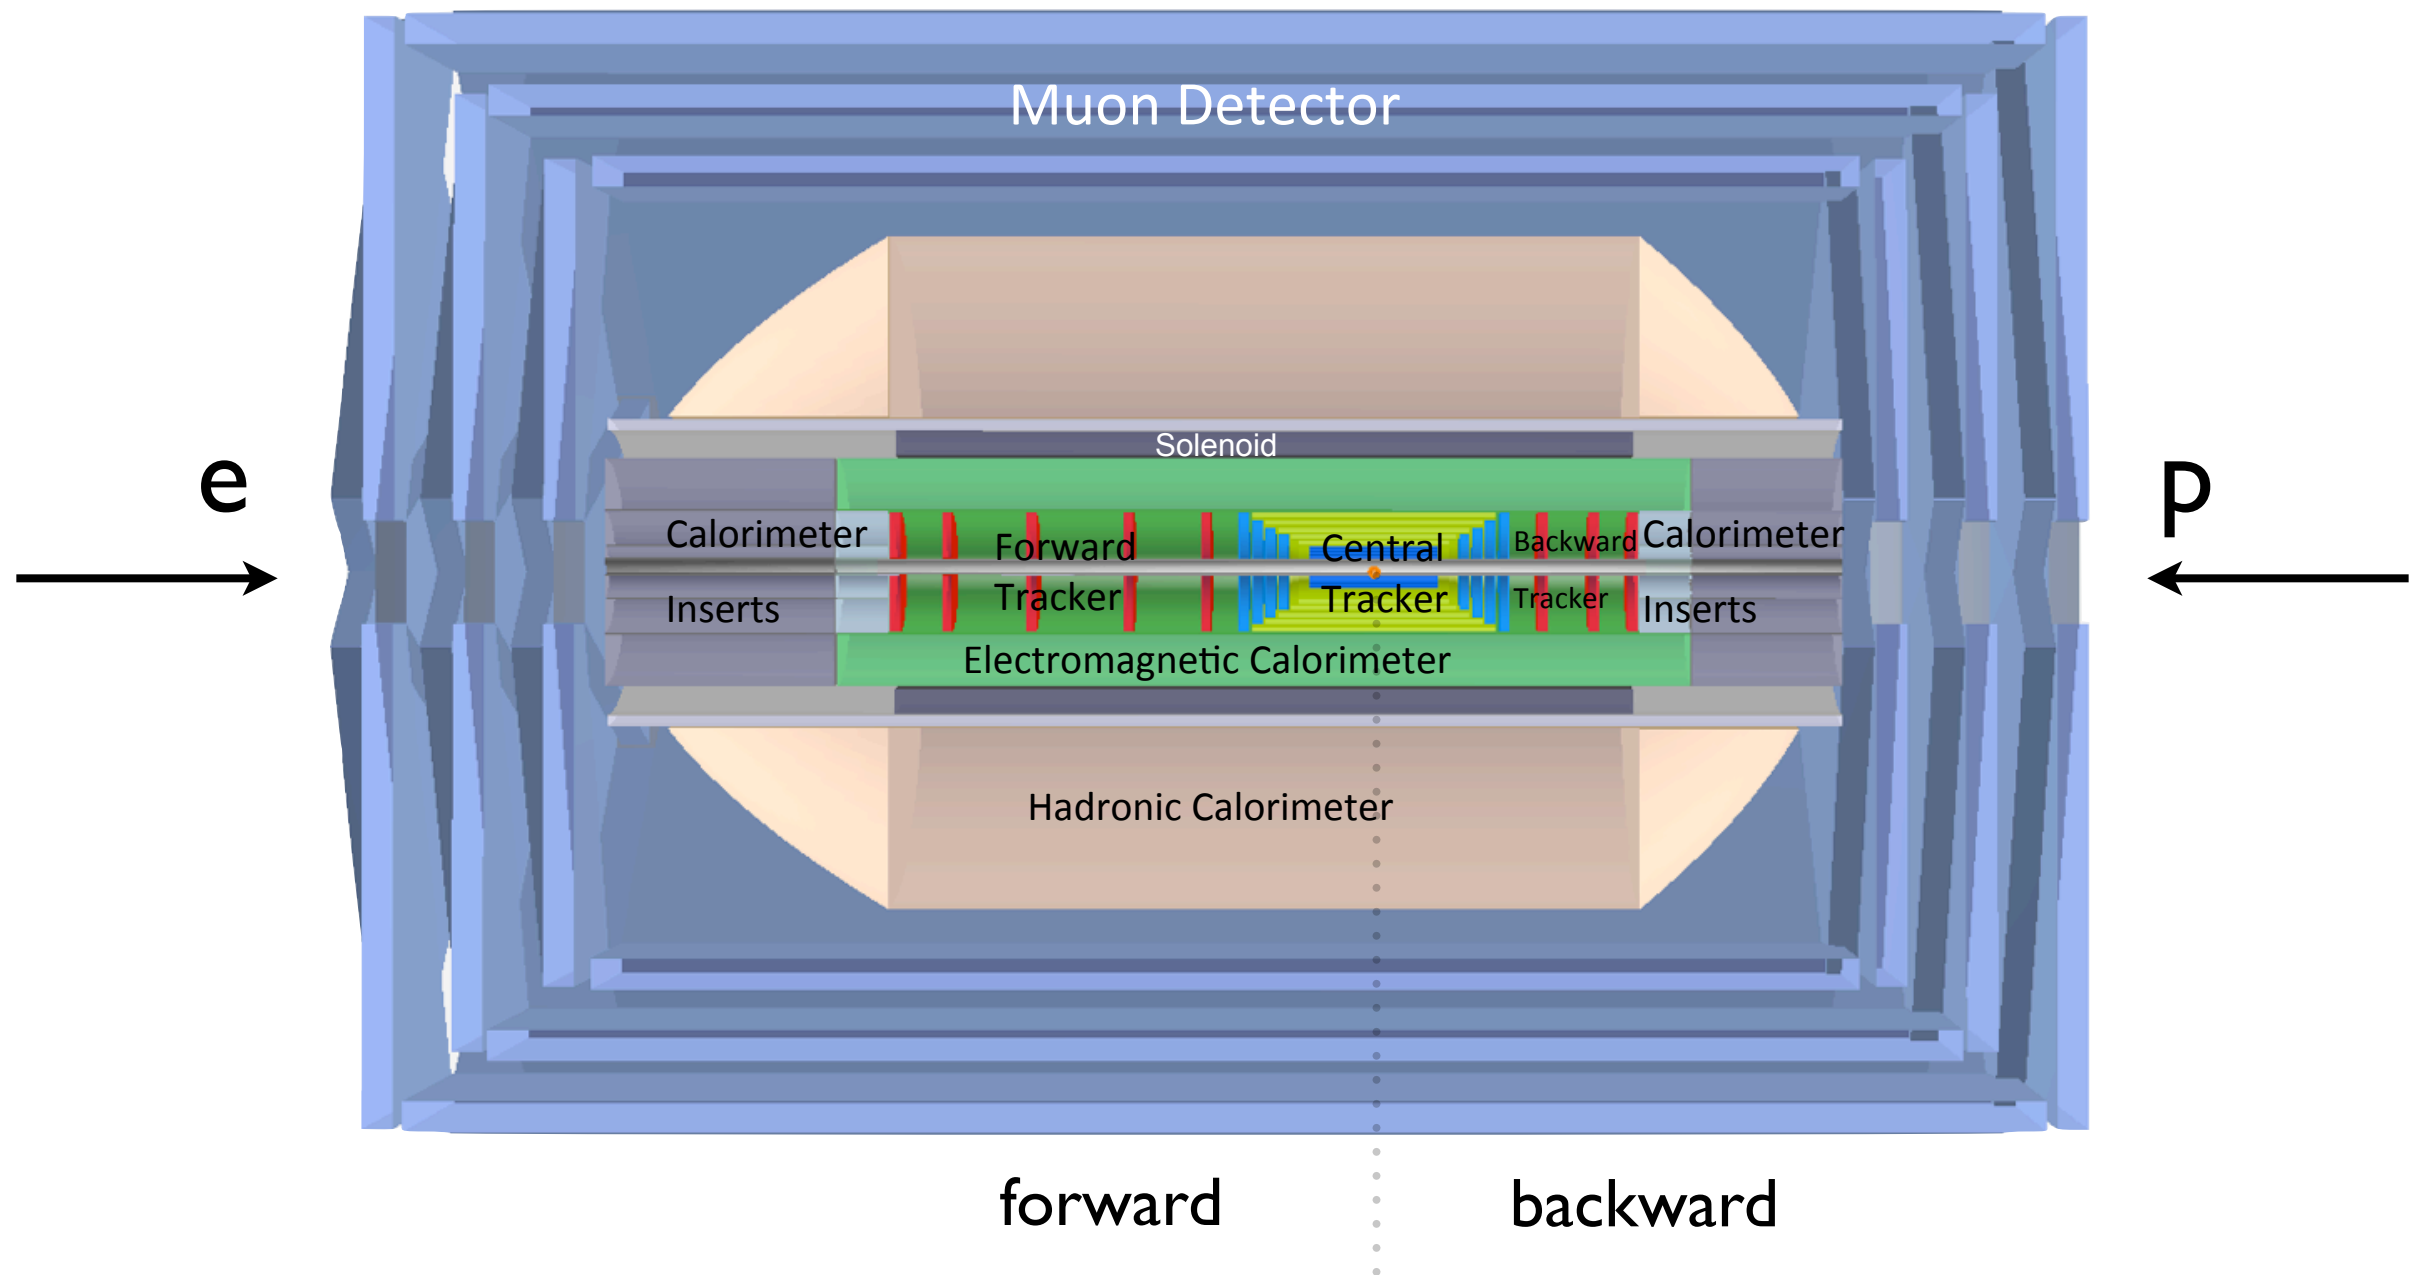 Muon Detector
Solenoid
e
p
Calorimeter
Inserts
Forward
Tracker
Central
Tracker
Backward
Tracker
Calorimeter
Inserts
Electromagnetic Calorimeter
Hadronic Calorimeter
forward
backward